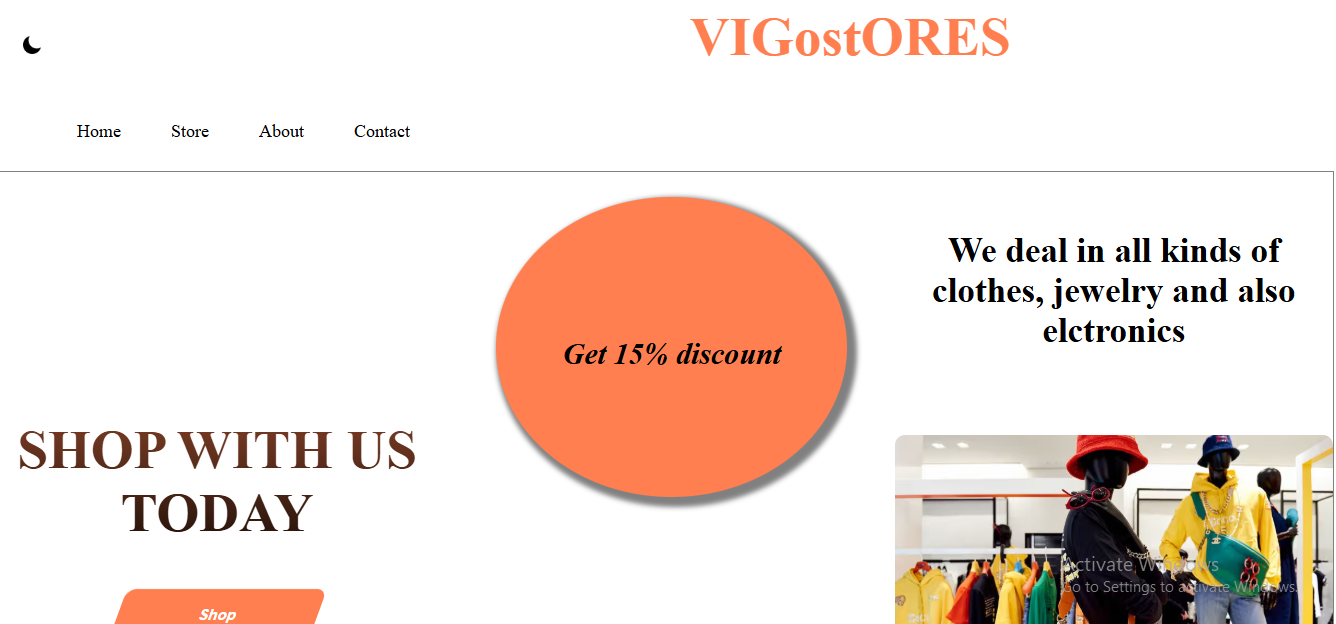 VIGostORES
Home Store About Contact
SHOP WITH US
TODAY
Shop
Get 15% discount
We deal in all kinds of
clothes, jewelry and also
elctronics
Activate Windows
Go to Settings to activate Windows.